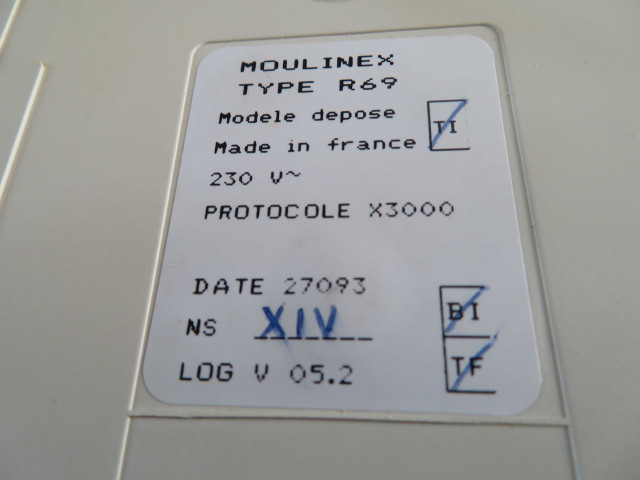 MOULINEX
TYPE R69
Modele depose
TI
Made in france
230 V~
PROTOCOLE X3000
DATE 27093
BI
NS XIV
TF
LOG V 05.2